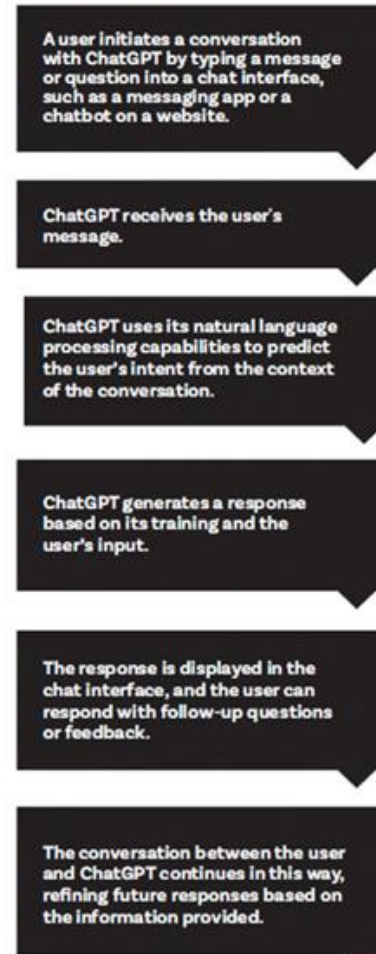 A user initiates a conversation
with ChatGPT by typing a message
or question into a chat interface,
such as a messaging app or a
chatbot on a website.
ChatGPT receives the user's
message.
ChatGPT uses its natural language
processing capabilities to predict
the user's intent from the context
of the conversation.
ChatGPT generates a response
based on its training and the
user's input.
The response is displayed in the
chat interface, and the user can
respond with follow-up questions
or feedback.
The conversation between the user
and ChatGPT continues in this way,
refining future responses based on
the information provided.